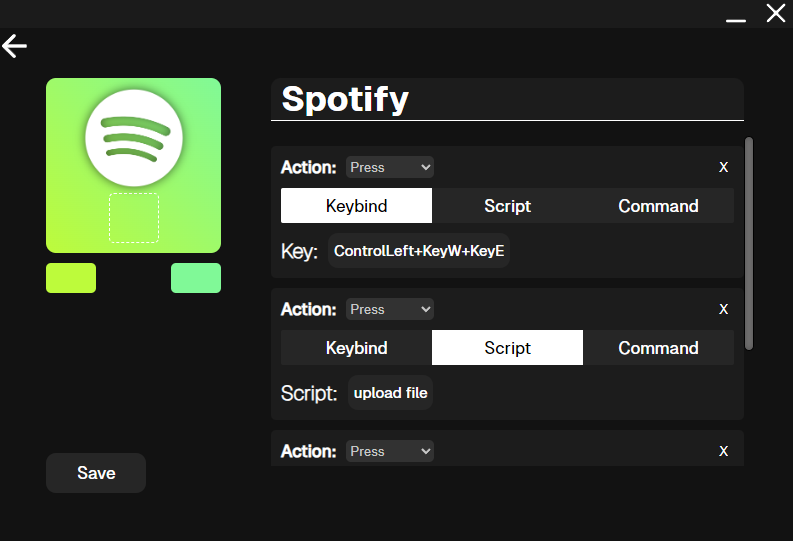 Spotify
Action: Press X
Keybind Script Command
Key: ControlLeft+KeyW+KeyE
Action: Press X
Keybind Script Command
Script: upload file
Action: Press X
Save